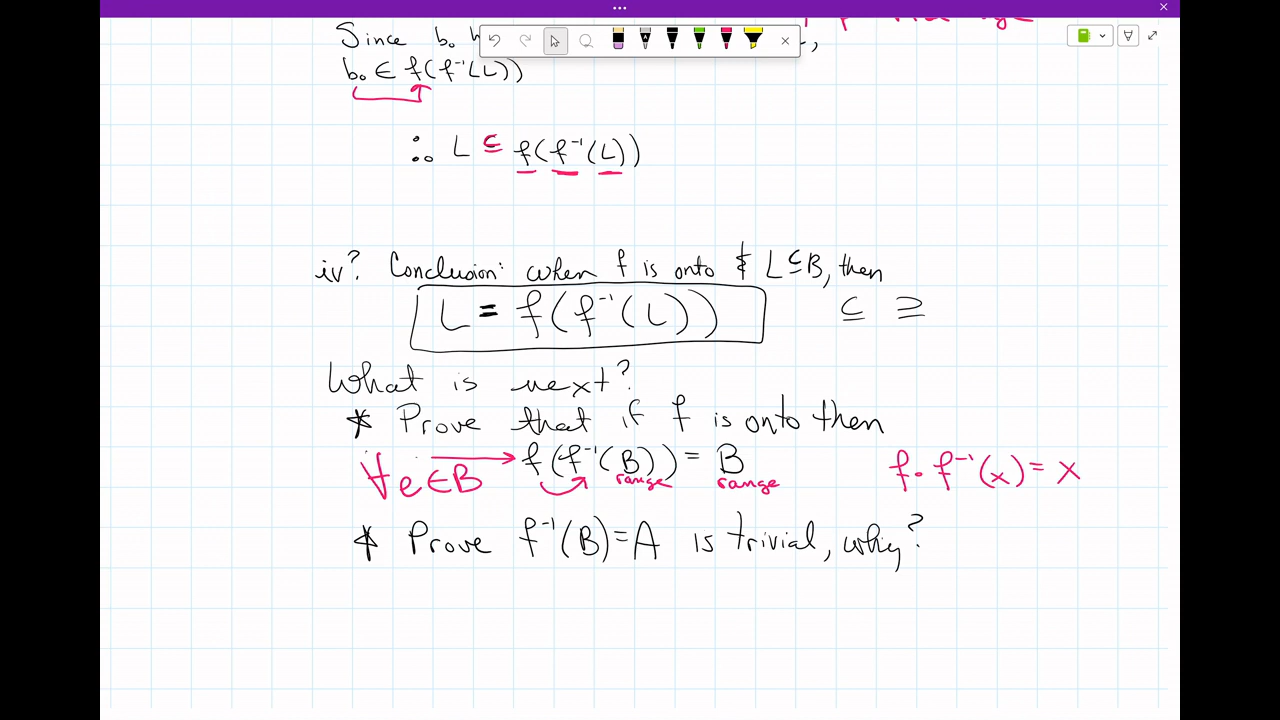 Since b₀
b₀ ∈ f(f⁻¹(L))
∴ L ⊆ f(f⁻¹(L))
iv? Conclusion: when f is onto & L⊆B, then
L = f(f⁻¹(L)) ⊆ ⊇
What is next?
* Prove that if f is onto then
∀e∈B f(f⁻¹(B)) = B f∘f⁻¹(x) = x
range range
* Prove f⁻¹(B)=A is trivial, why?